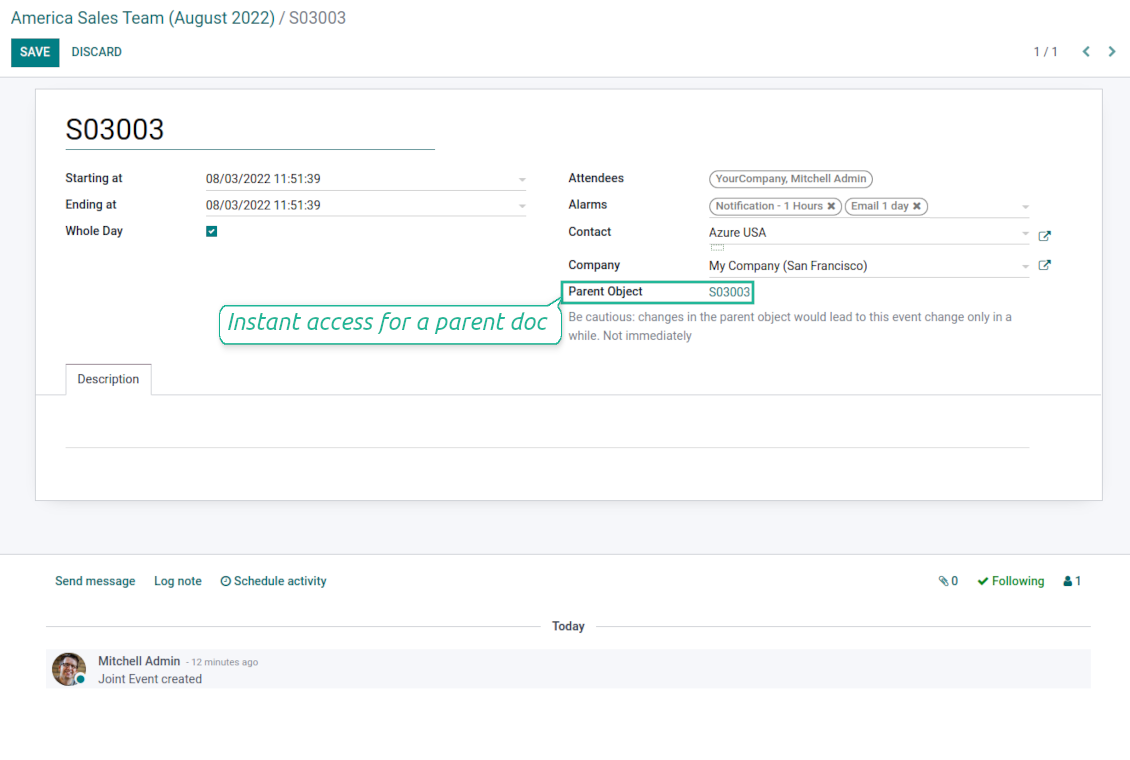 America Sales Team (August 2022) / S03003
SAVE DISCARD 1 / 1
S03003
Starting at 08/03/2022 11:51:39
Ending at 08/03/2022 11:51:39
Whole Day
Attendees YourCompany, Mitchell Admin
Alarms Notification - 1 Hours ✖ Email 1 day ✖
Contact Azure USA
Company My Company (San Francisco)
Parent Object S03003
Instant access for a parent doc
Be cautious: changes in the parent object would lead to this event change only in a
while. Not immediately
Description
Send message Log note Schedule activity 0 Following 1
Today
Mitchell Admin - 12 minutes ago
Joint Event created